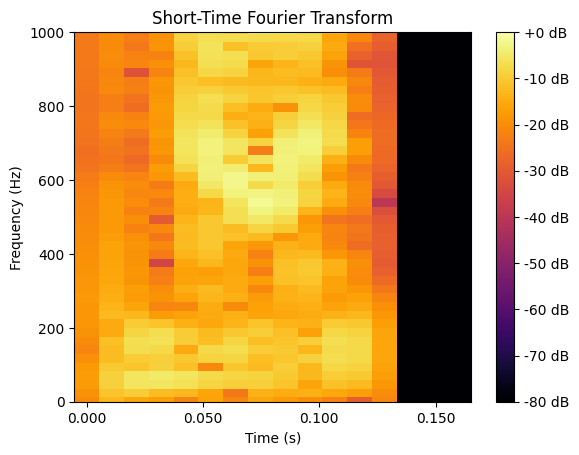 Short-Time Fourier Transform
Frequency (Hz)
1000
800
600
400
200
0
0.000
0.050
0.100
0.150
Time (s)
+0 dB
-10 dB
-20 dB
-30 dB
-40 dB
-50 dB
-60 dB
-70 dB
-80 dB